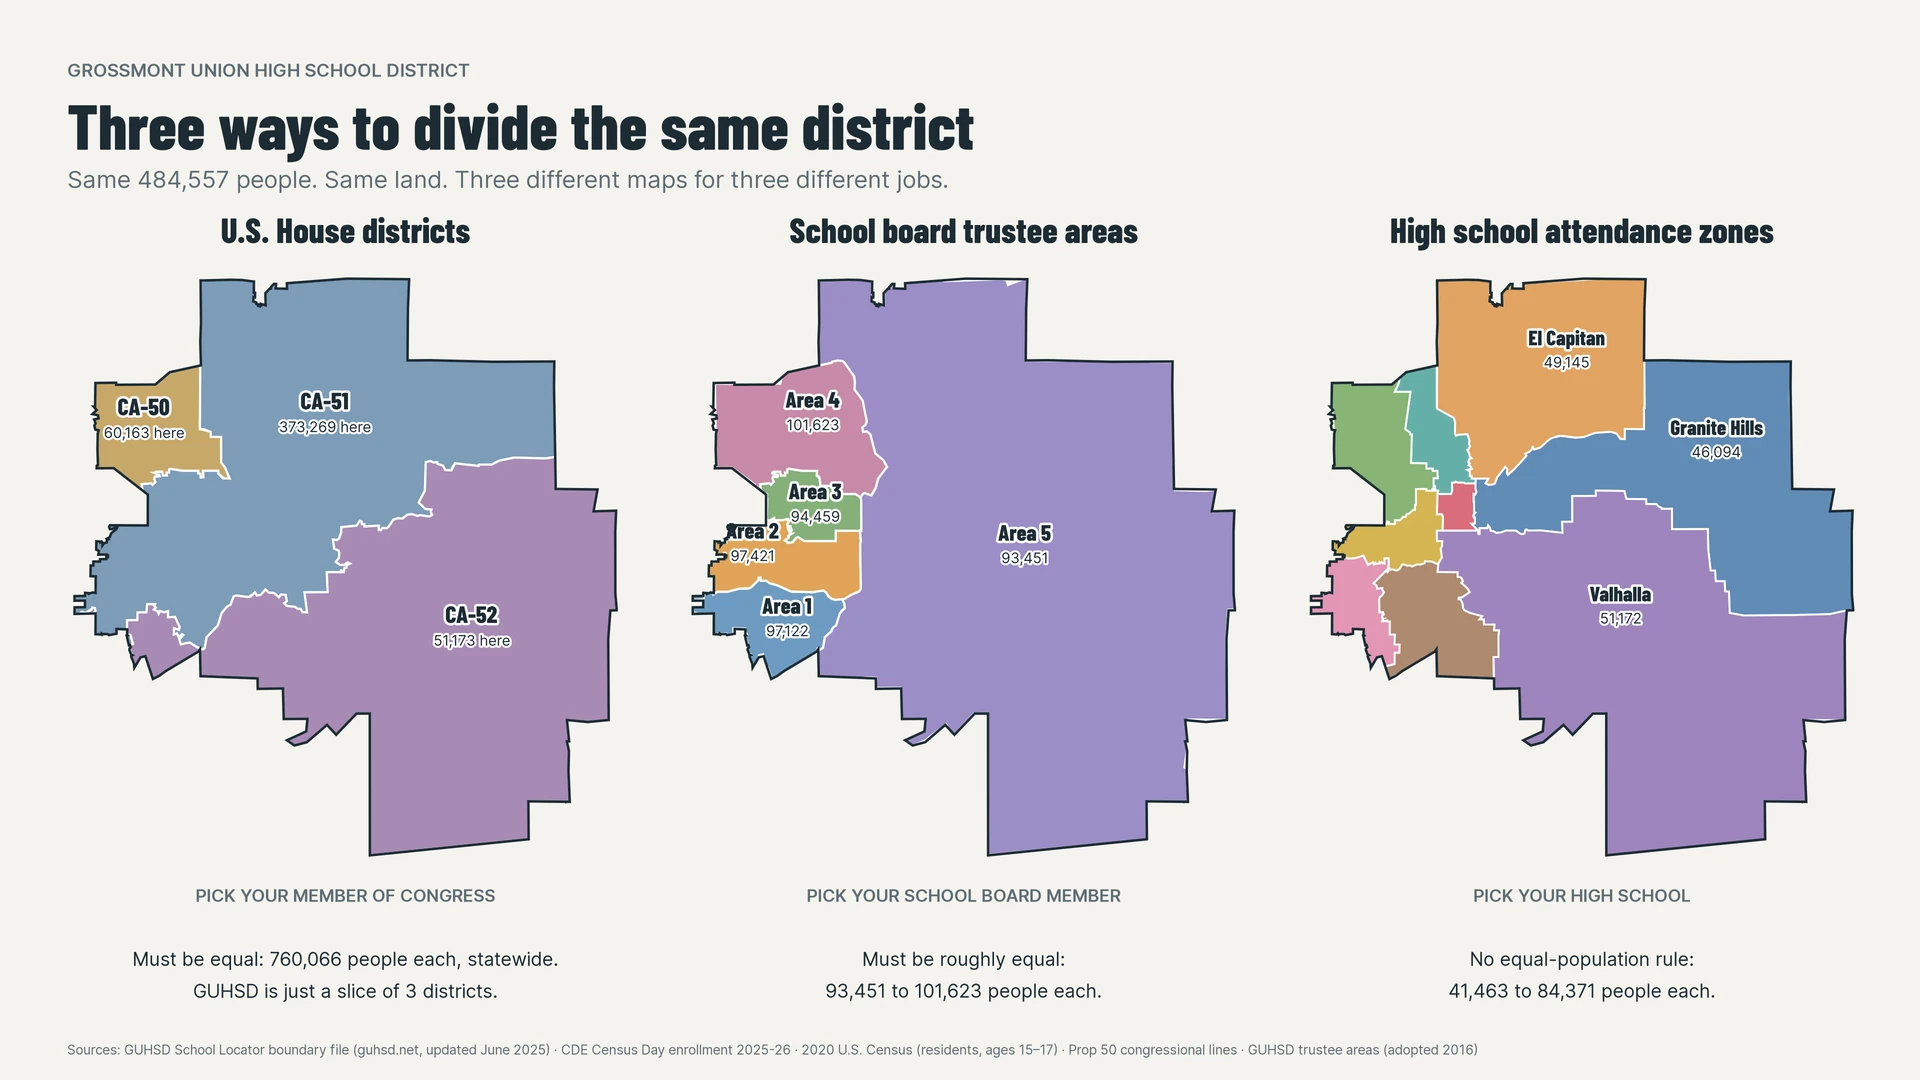 GROSSMONT UNION HIGH SCHOOL DISTRICT
Three ways to divide the same district
Same 484,557 people. Same land. Three different maps for three different jobs.
U.S. House districts
CA-50
60,163 here
CA-51
373,269 here
CA-52
51,173 here
PICK YOUR MEMBER OF CONGRESS
Must be equal: 760,066 people each, statewide.
GUHSD is just a slice of 3 districts.
School board trustee areas
Area 4
101,623
Area 3
94,459
Area 2
97,421
Area 5
93,451
Area 1
97,122
PICK YOUR SCHOOL BOARD MEMBER
Must be roughly equal:
93,451 to 101,623 people each.
High school attendance zones
El Capitan
49,145
Granite Hills
46,094
Valhalla
51,172
PICK YOUR HIGH SCHOOL
No equal-population rule:
41,463 to 84,371 people each.
Sources: GUHSD School Locator boundary file (guhsd.net, updated June 2025) · CDE Census Day enrollment 2025-26 · 2020 U.S. Census (residents, ages 15–17) · Prop 50 congressional lines · GUHSD trustee areas (adopted 2016)